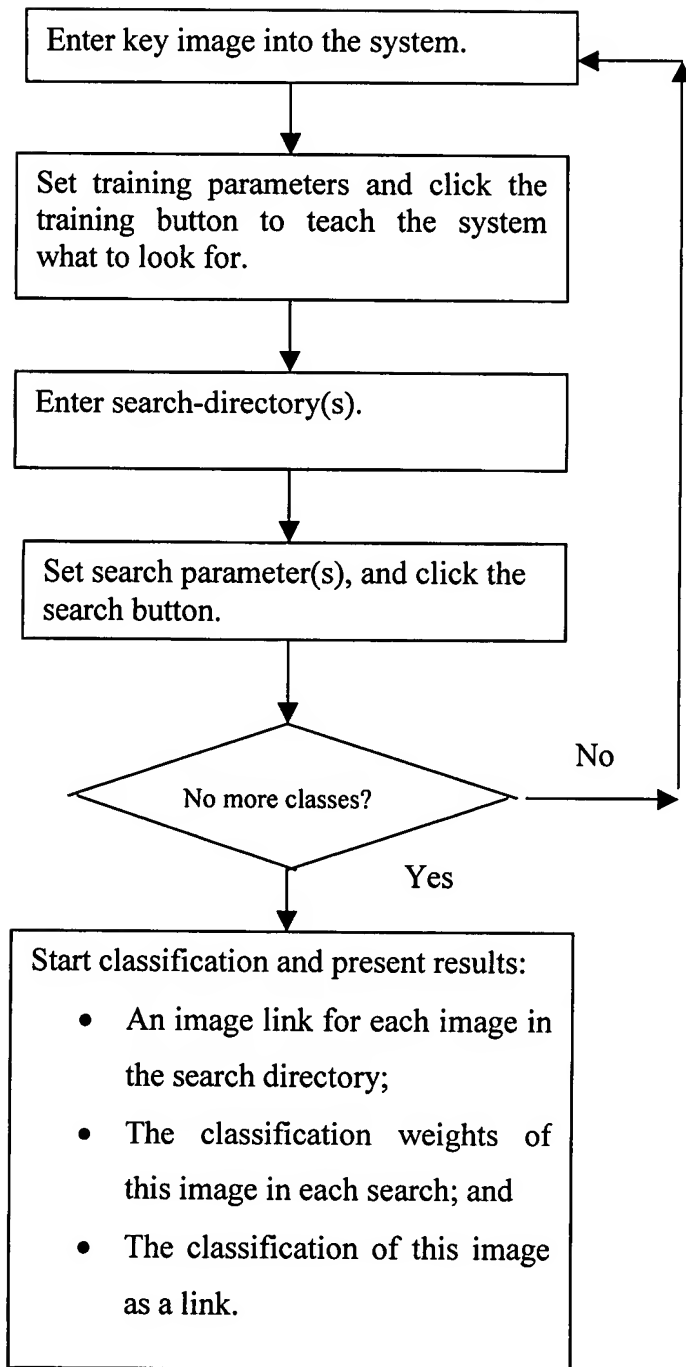 Enter key image into the system.
Set training parameters and click the
training button to teach the system
what to look for.
Enter search-directory(s).
Set search parameter(s), and click the
search button.
No more classes?
No
Yes
Start classification and present results:
• An image link for each image in
the search directory;
• The classification weights of
this image in each search; and
• The classification of this image
as a link.